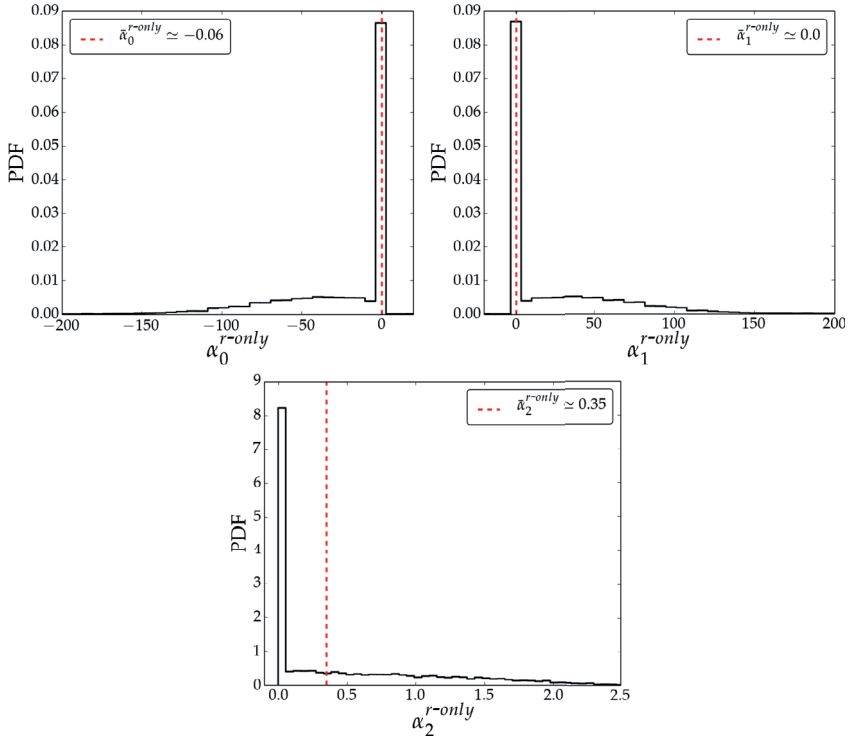 0.09
0.08
0.07
0.06
0.05
0.04
0.03
0.02
0.01
0.00
PDF
ᾱ₀^{r-only} ≃ −0.06
−200 −150 −100 −50 0
α₀^{r-only}
0.09
0.08
0.07
0.06
0.05
0.04
0.03
0.02
0.01
0.00
PDF
ᾱ₁^{r-only} ≃ 0.0
0 50 100 150 200
α₁^{r-only}
9
8
7
6
5
4
3
2
1
0
PDF
ᾱ₂^{r-only} ≃ 0.35
0.0 0.5 1.0 1.5 2.0 2.5
α₂^{r-only}